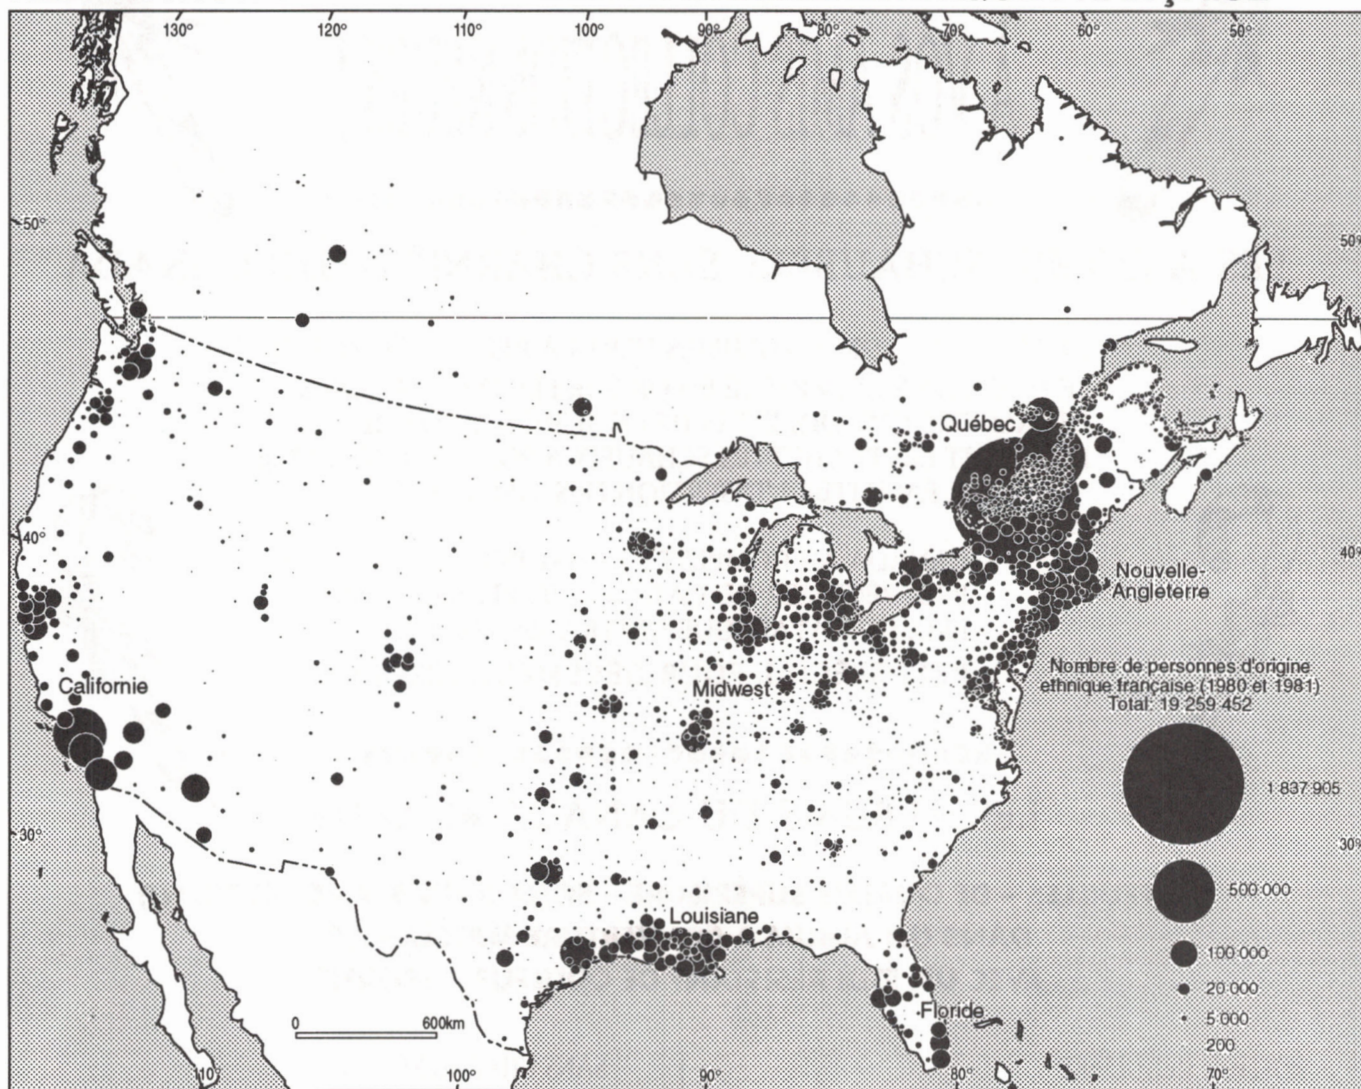 130°
120°
110°
100°
90°
80°
70°
60°
50°
50°
50°
40°
40°
30°
30°
Québec
Nouvelle-
Angleterre
Californie
Midwest
Louisiane
Floride
Nombre de personnes d'origine
ethnique française (1980 et 1981)
Total: 19 259 452
1 837 905
500 000
100 000
20 000
5 000
200
0
600km
110°
100°
90°
80°
70°